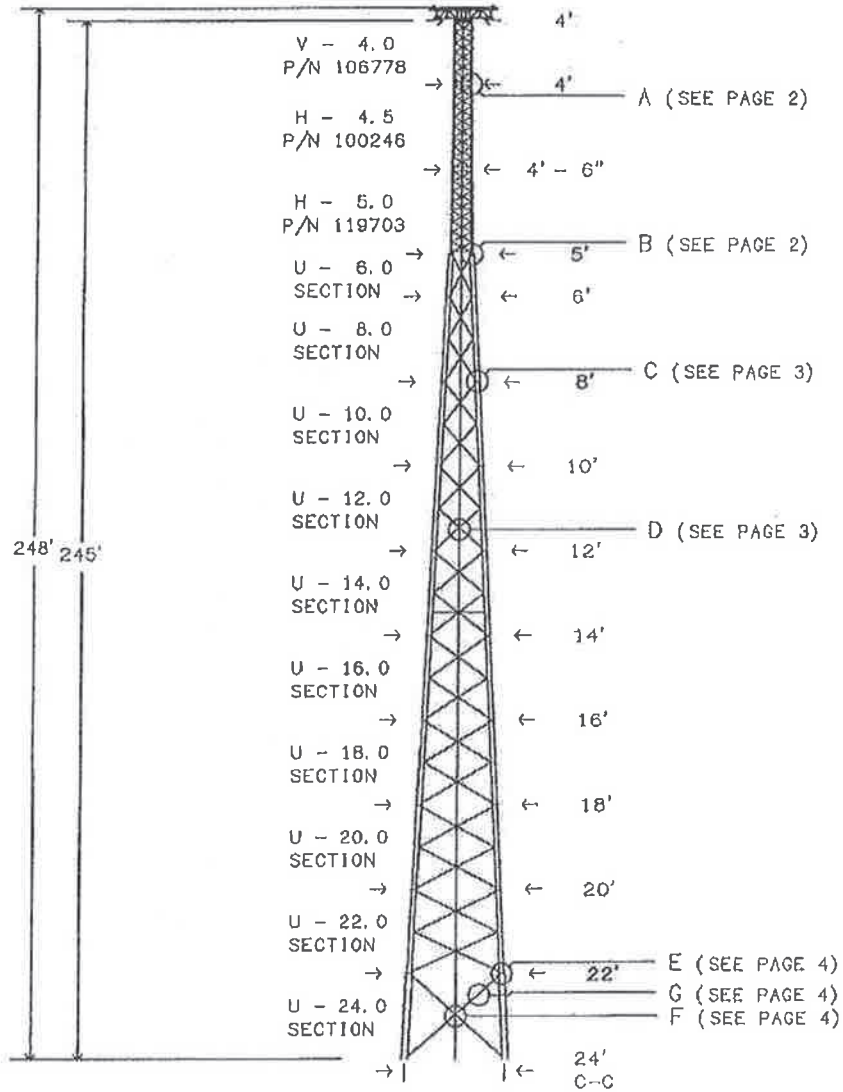 4'
V - 4.0
P/N 106778
4'
A (SEE PAGE 2)
H - 4.5
P/N 100246
4' - 6"
H - 5.0
P/N 119703
B (SEE PAGE 2)
5'
U - 6.0
SECTION
6'
U - 8.0
SECTION
C (SEE PAGE 3)
8'
U - 10.0
SECTION
10'
U - 12.0
SECTION
D (SEE PAGE 3)
248' 245'
12'
U - 14.0
SECTION
14'
U - 16.0
SECTION
16'
U - 18.0
SECTION
18'
U - 20.0
SECTION
20'
U - 22.0
SECTION
E (SEE PAGE 4)
22'
G (SEE PAGE 4)
U - 24.0
SECTION
F (SEE PAGE 4)
24'
C-C